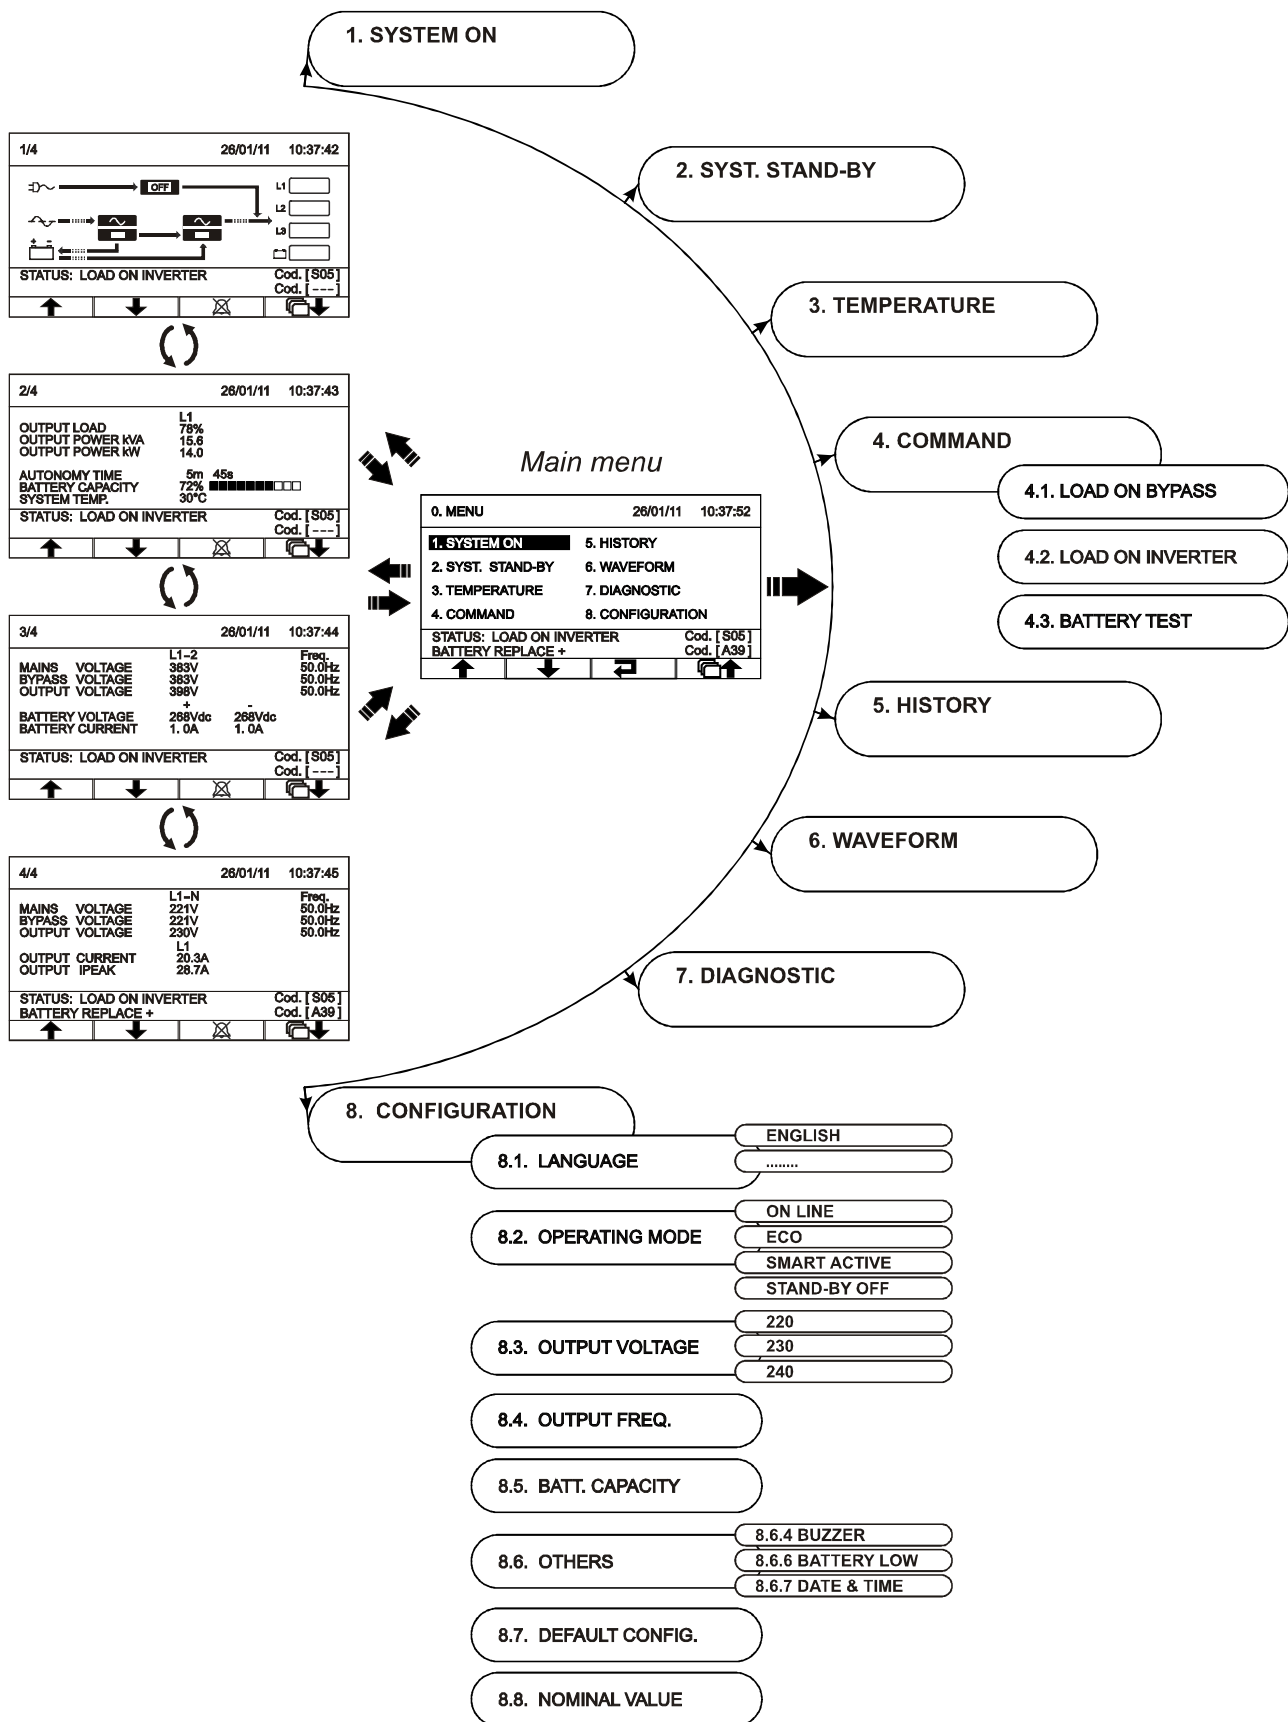 1. SYSTEM ON
1/4 26/01/11 10:37:42
OFF
L1
L2
L3
+ -
STATUS: LOAD ON INVERTER Cod. [S05]
Cod. [---]
2. SYST. STAND-BY
3. TEMPERATURE
2/4 26/01/11 10:37:43
L1
OUTPUT LOAD 78%
OUTPUT POWER kVA 15.6
OUTPUT POWER kW 14.0
AUTONOMY TIME 5m 45s
BATTERY CAPACITY 72%
SYSTEM TEMP. 30°C
STATUS: LOAD ON INVERTER Cod. [S05]
Cod. [---]
Main menu
0. MENU 26/01/11 10:37:52
1. SYSTEM ON 5. HISTORY
2. SYST. STAND-BY 6. WAVEFORM
3. TEMPERATURE 7. DIAGNOSTIC
4. COMMAND 8. CONFIGURATION
STATUS: LOAD ON INVERTER Cod. [S05]
BATTERY REPLACE + Cod. [A39]
4. COMMAND
4.1. LOAD ON BYPASS
4.2. LOAD ON INVERTER
4.3. BATTERY TEST
3/4 26/01/11 10:37:44
L1-2 Freq.
MAINS VOLTAGE 383V 50.0Hz
BYPASS VOLTAGE 383V 50.0Hz
OUTPUT VOLTAGE 398V 50.0Hz
+ -
BATTERY VOLTAGE 268Vdc 268Vdc
BATTERY CURRENT 1. 0A 1. 0A
STATUS: LOAD ON INVERTER Cod. [S05]
Cod. [---]
5. HISTORY
6. WAVEFORM
4/4 26/01/11 10:37:45
L1-N Freq.
MAINS VOLTAGE 221V 50.0Hz
BYPASS VOLTAGE 221V 50.0Hz
OUTPUT VOLTAGE 230V 50.0Hz
L1
OUTPUT CURRENT 20.3A
OUTPUT IPEAK 28.7A
STATUS: LOAD ON INVERTER Cod. [S05]
BATTERY REPLACE + Cod. [A39]
7. DIAGNOSTIC
8. CONFIGURATION
8.1. LANGUAGE
ENGLISH
........
8.2. OPERATING MODE
ON LINE
ECO
SMART ACTIVE
STAND-BY OFF
8.3. OUTPUT VOLTAGE
220
230
240
8.4. OUTPUT FREQ.
8.5. BATT. CAPACITY
8.6. OTHERS
8.6.4 BUZZER
8.6.6 BATTERY LOW
8.6.7 DATE & TIME
8.7. DEFAULT CONFIG.
8.8. NOMINAL VALUE